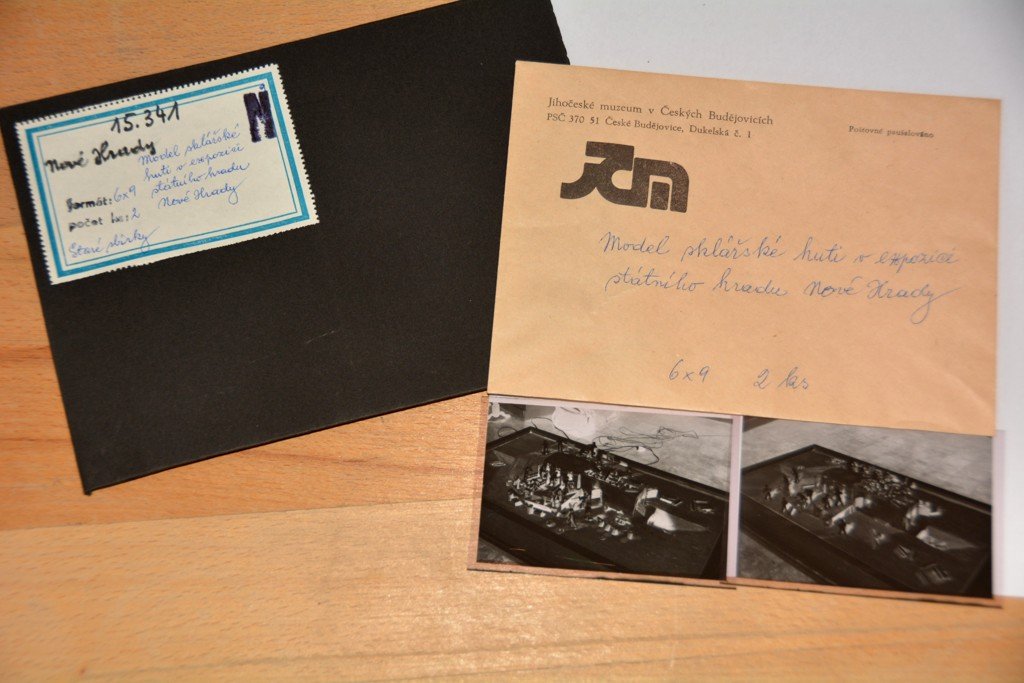 15.341
N
Nové Hrady
Model sklářské
huti v expozici
státního hradu
Nové Hrady
formát: 6x9
počet ks: 2
Staré sbírky
Jihočeské muzeum v Českých Budějovicích
PSČ 370 51 České Budějovice, Dukelská č. 1
Poštovné paušalováno
JČM
Model sklářské huti v expozici
státního hradu Nové Hrady
6x9 2 ks